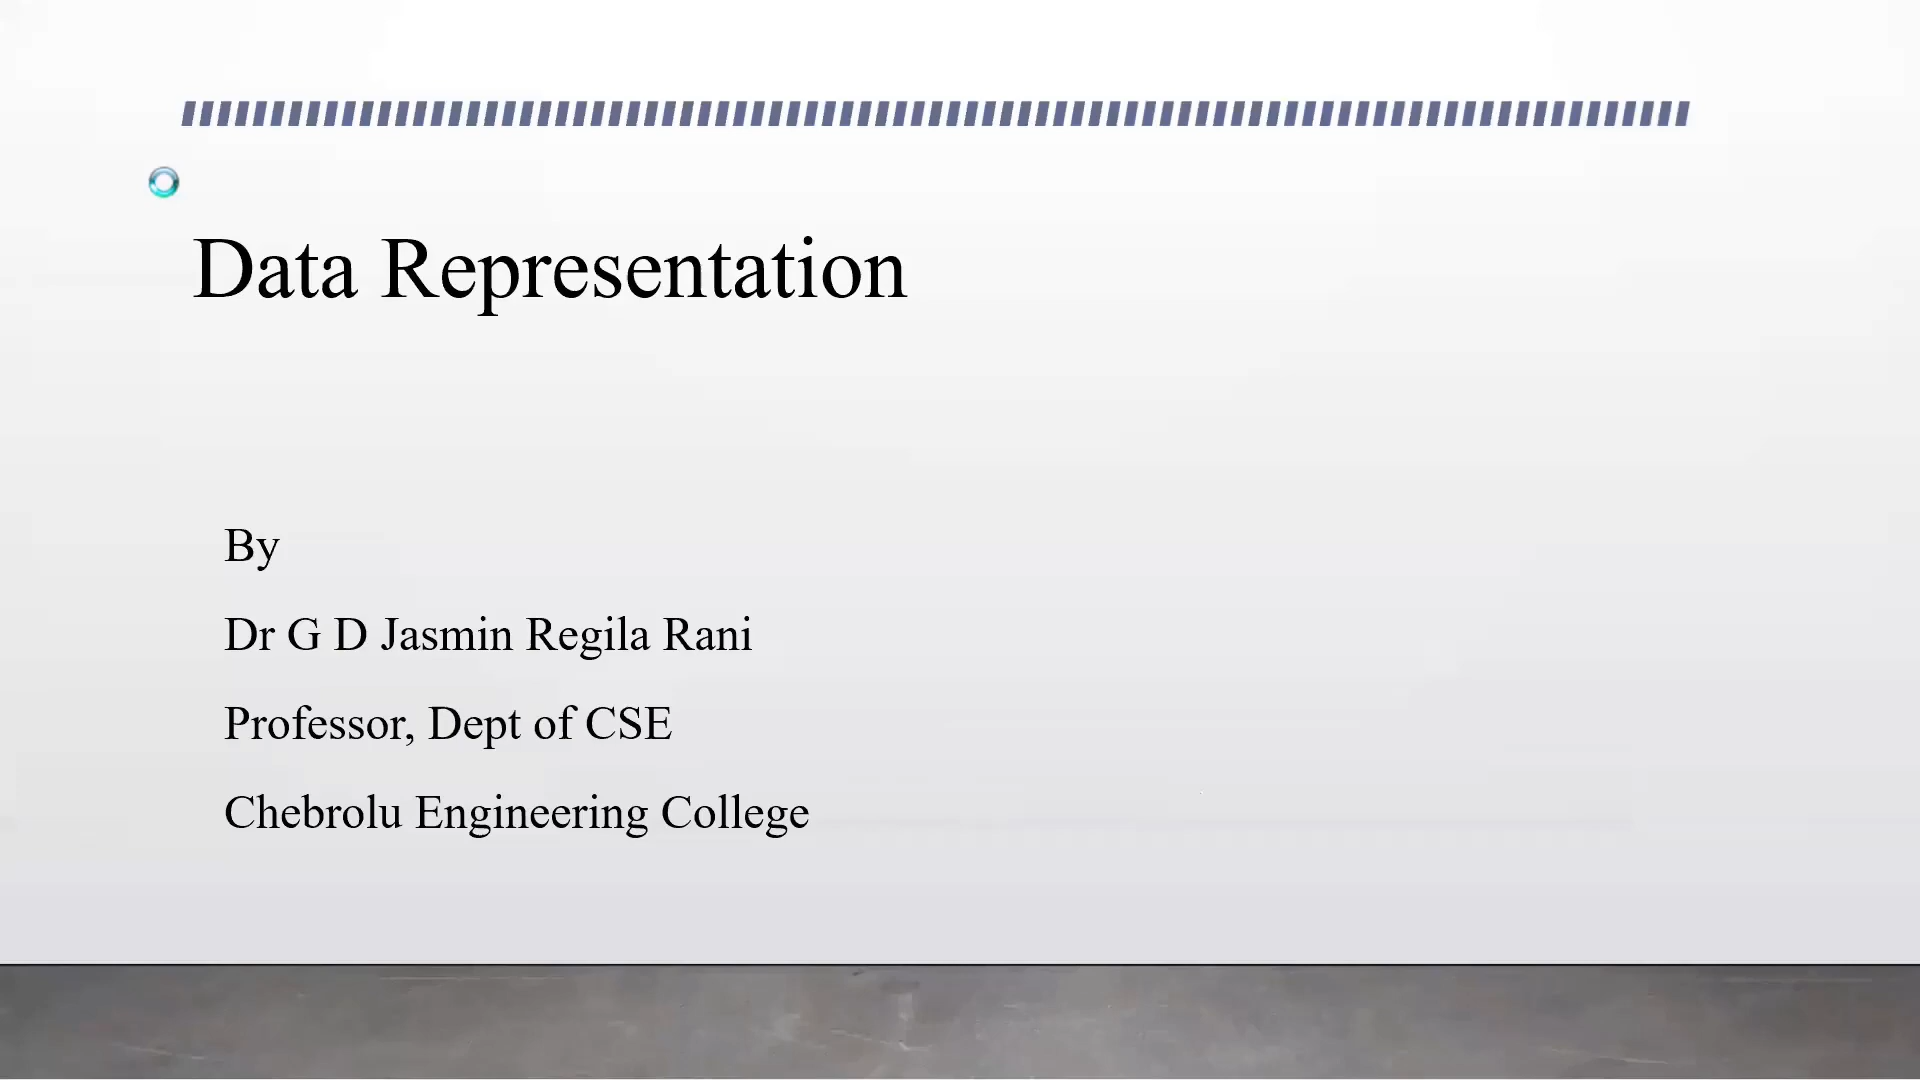 Data Representation
By
Dr G D Jasmin Regila Rani
Professor, Dept of CSE
Chebrolu Engineering College